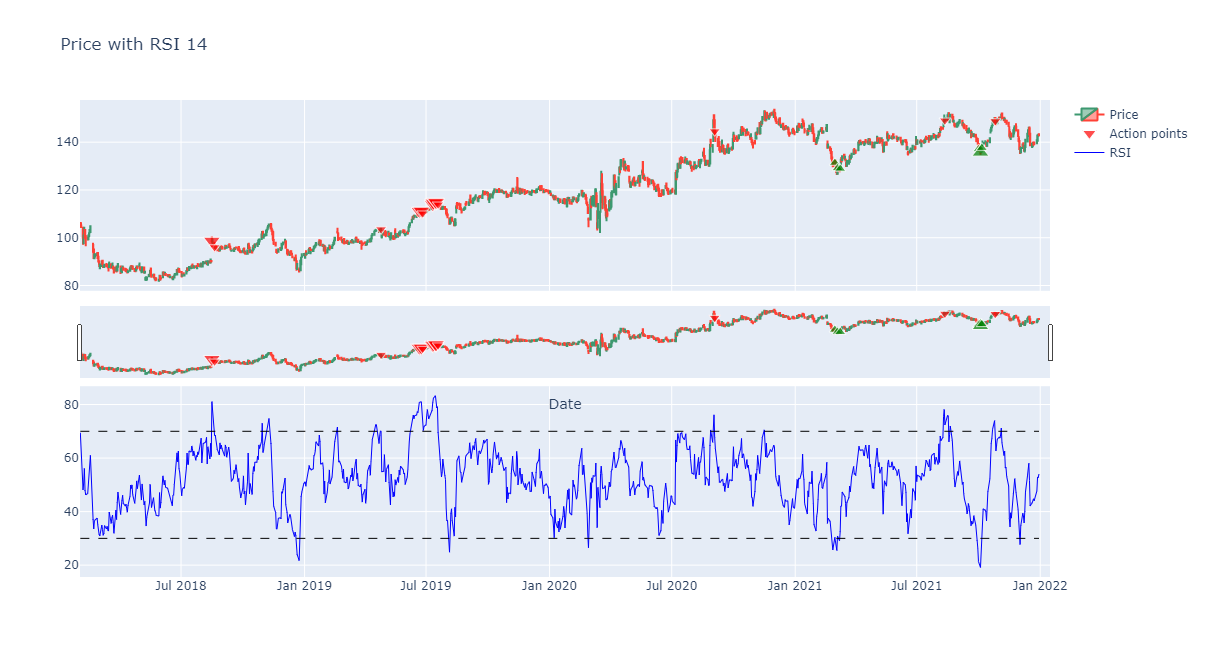 Price with RSI 14
Price
Action points
RSI
140
120
100
80
Date
80
60
40
20
Jul 2018
Jan 2019
Jul 2019
Jan 2020
Jul 2020
Jan 2021
Jul 2021
Jan 2022